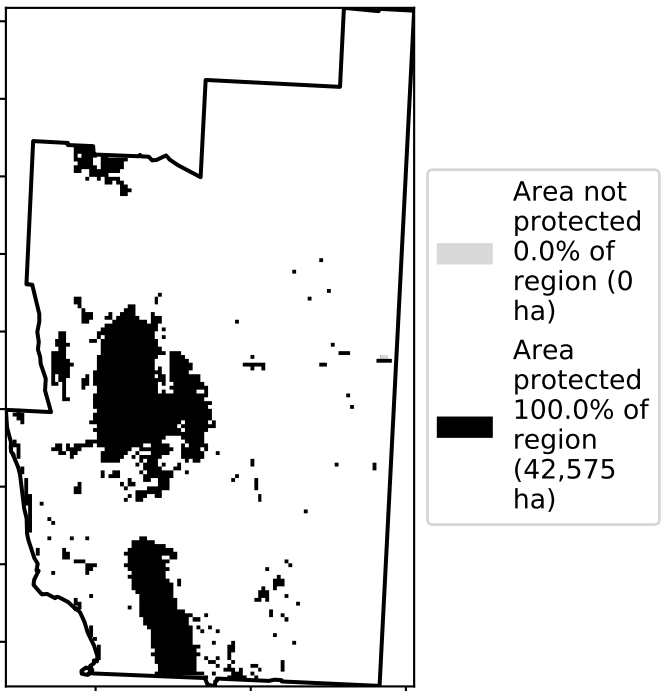 Area not
protected
0.0% of
region (0
ha)
Area
protected
100.0% of
region
(42,575
ha)